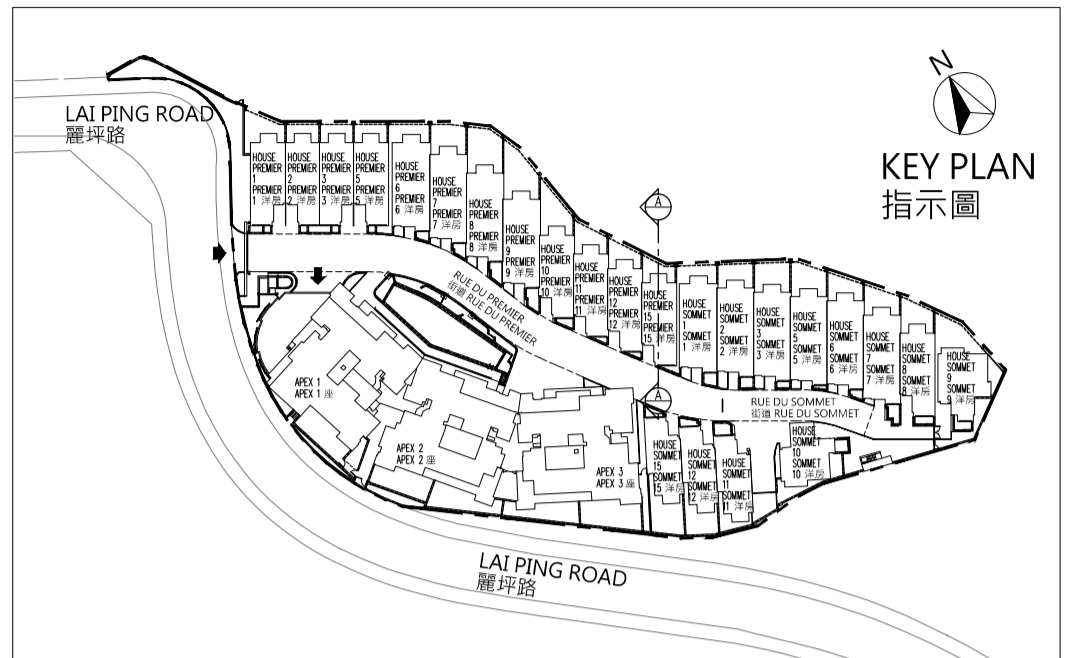 LAI PING ROAD
麗坪路
N
KEY PLAN
指示圖
HOUSE
PREMIER
1
PREMIER
1 洋房
HOUSE
PREMIER
2
PREMIER
2 洋房
HOUSE
PREMIER
3
PREMIER
3 洋房
HOUSE
PREMIER
5
PREMIER
5 洋房
HOUSE
PREMIER
6
PREMIER
6 洋房
HOUSE
PREMIER
7
PREMIER
7 洋房
HOUSE
PREMIER
8
PREMIER
8 洋房
HOUSE
PREMIER
9
PREMIER
9 洋房
HOUSE
PREMIER
10
PREMIER
10 洋房
HOUSE
PREMIER
11
PREMIER
11 洋房
HOUSE
PREMIER
12
PREMIER
12 洋房
HOUSE
PREMIER
15
PREMIER
15 洋房
A
HOUSE
SOMMET
1
SOMMET
1 洋房
HOUSE
SOMMET
2
SOMMET
2 洋房
HOUSE
SOMMET
3
SOMMET
3 洋房
HOUSE
SOMMET
5
SOMMET
5 洋房
HOUSE
SOMMET
6
SOMMET
6 洋房
HOUSE
SOMMET
7
SOMMET
7 洋房
HOUSE
SOMMET
8
SOMMET
8 洋房
HOUSE
SOMMET
9
SOMMET
9 洋房
RUE DU PREMIER
街道 RUE DU PREMIER
RUE DU SOMMET
街道 RUE DU SOMMET
A
APEX 1
APEX 1 座
APEX 2
APEX 2 座
APEX 3
APEX 3 座
HOUSE
SOMMET
15
SOMMET
15 洋房
HOUSE
SOMMET
12
SOMMET
12 洋房
HOUSE
SOMMET
11
SOMMET
11 洋房
HOUSE
SOMMET
10
SOMMET
10 洋房
LAI PING ROAD
麗坪路